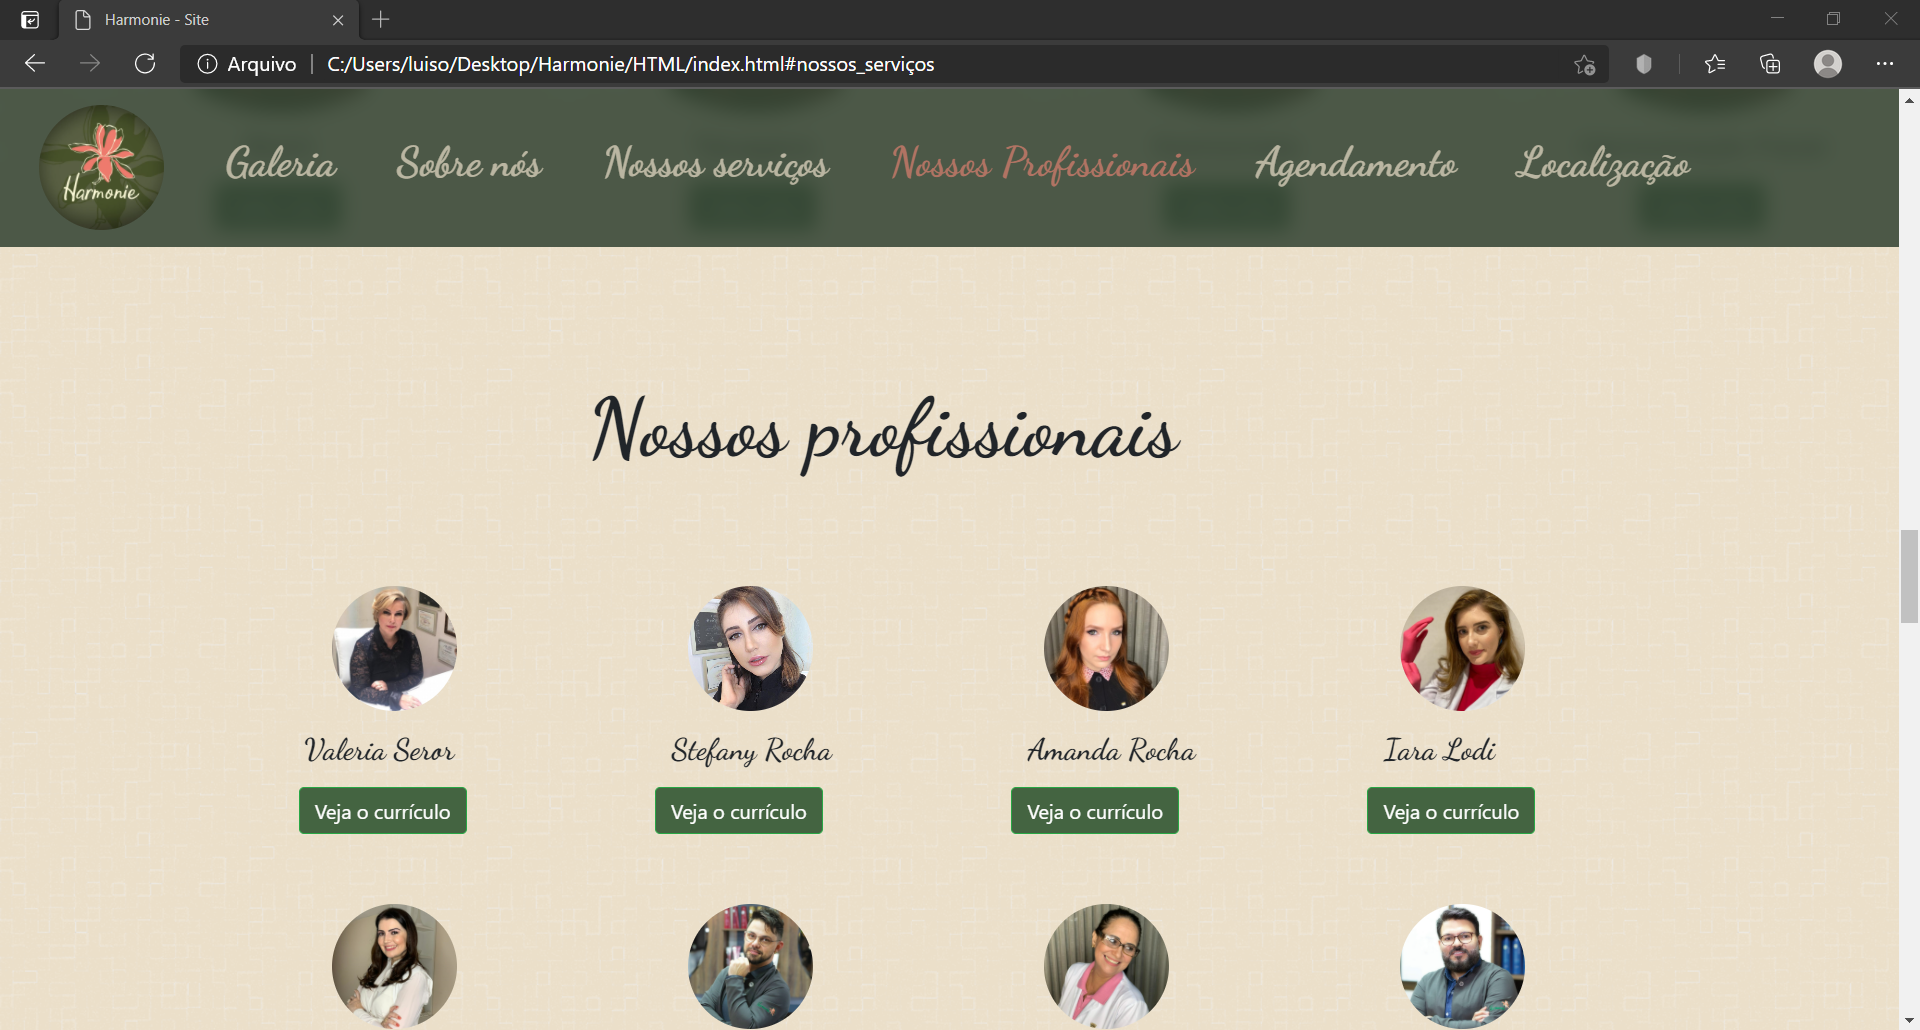 Harmonie - Site
Arquivo C:/Users/luiso/Desktop/Harmonie/HTML/index.html#nossos_serviços
Harmonie
Galeria Sobre nós Nossos serviços Nossos Profissionais Agendamento Localização
Nossos profissionais
Valeria Seror Stefany Rocha Amanda Rocha Iara Lodi
Veja o currículo Veja o currículo Veja o currículo Veja o currículo